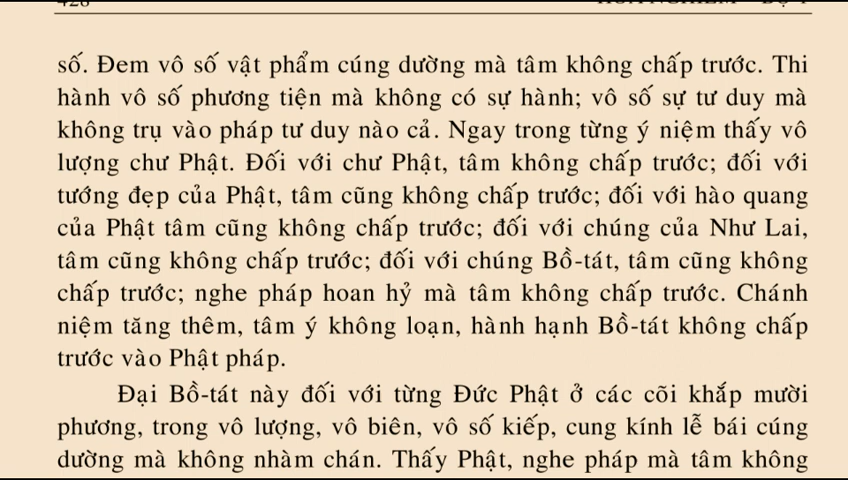 số. Đem vô số vật phẩm cúng dường mà tâm không chấp trước. Thi
hành vô số phương tiện mà không có sự hành; vô số sự tư duy mà
không trụ vào pháp tư duy nào cả. Ngay trong từng ý niệm thấy vô
lượng chư Phật. Đối với chư Phật, tâm không chấp trước; đối với
tướng đẹp của Phật, tâm cũng không chấp trước; đối với hào quang
của Phật tâm cũng không chấp trước; đối với chúng của Như Lai,
tâm cũng không chấp trước; đối với chúng Bồ-tát, tâm cũng không
chấp trước; nghe pháp hoan hỷ mà tâm không chấp trước. Chánh
niệm tăng thêm, tâm ý không loạn, hành hạnh Bồ-tát không chấp
trước vào Phật pháp.
Đại Bồ-tát này đối với từng Đức Phật ở các cõi khắp mười
phương, trong vô lượng, vô biên, vô số kiếp, cung kính lễ bái cúng
dường mà không nhàm chán. Thấy Phật, nghe pháp mà tâm không